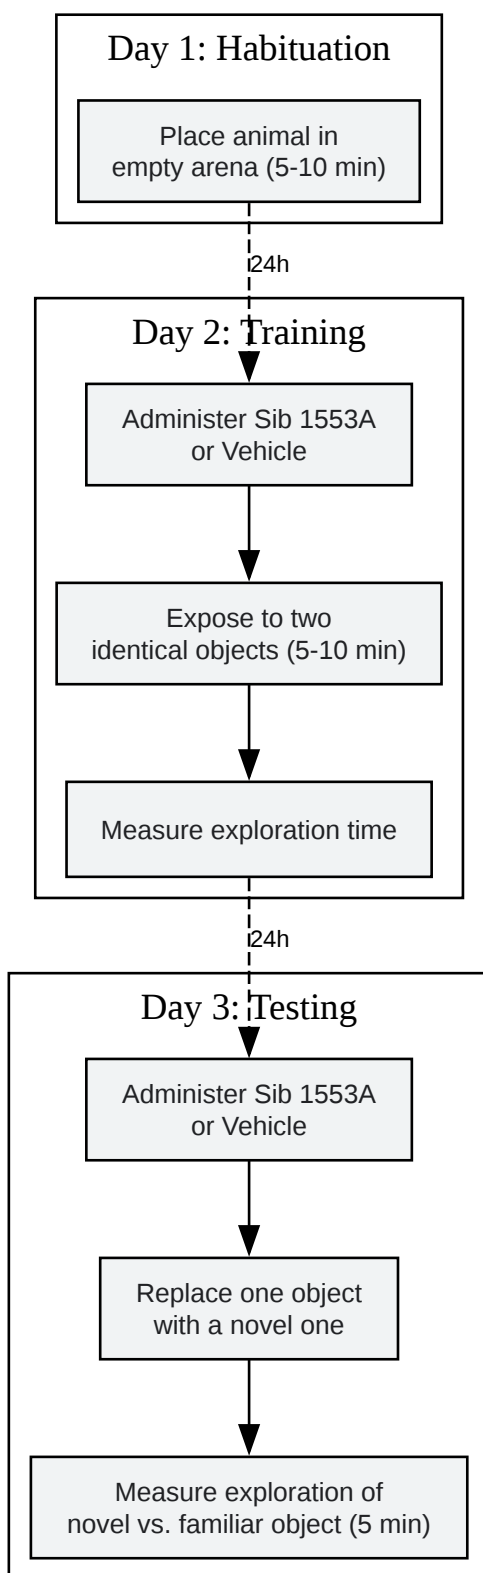 Day 1: Habituation
Place animal in
empty arena (5-10 min)
24h
Day 2: Training
Administer Sib 1553A
or Vehicle
Expose to two
identical objects (5-10 min)
Measure exploration time
24h
Day 3: Testing
Administer Sib 1553A
or Vehicle
Replace one object
with a novel one
Measure exploration of
novel vs. familiar object (5 min)